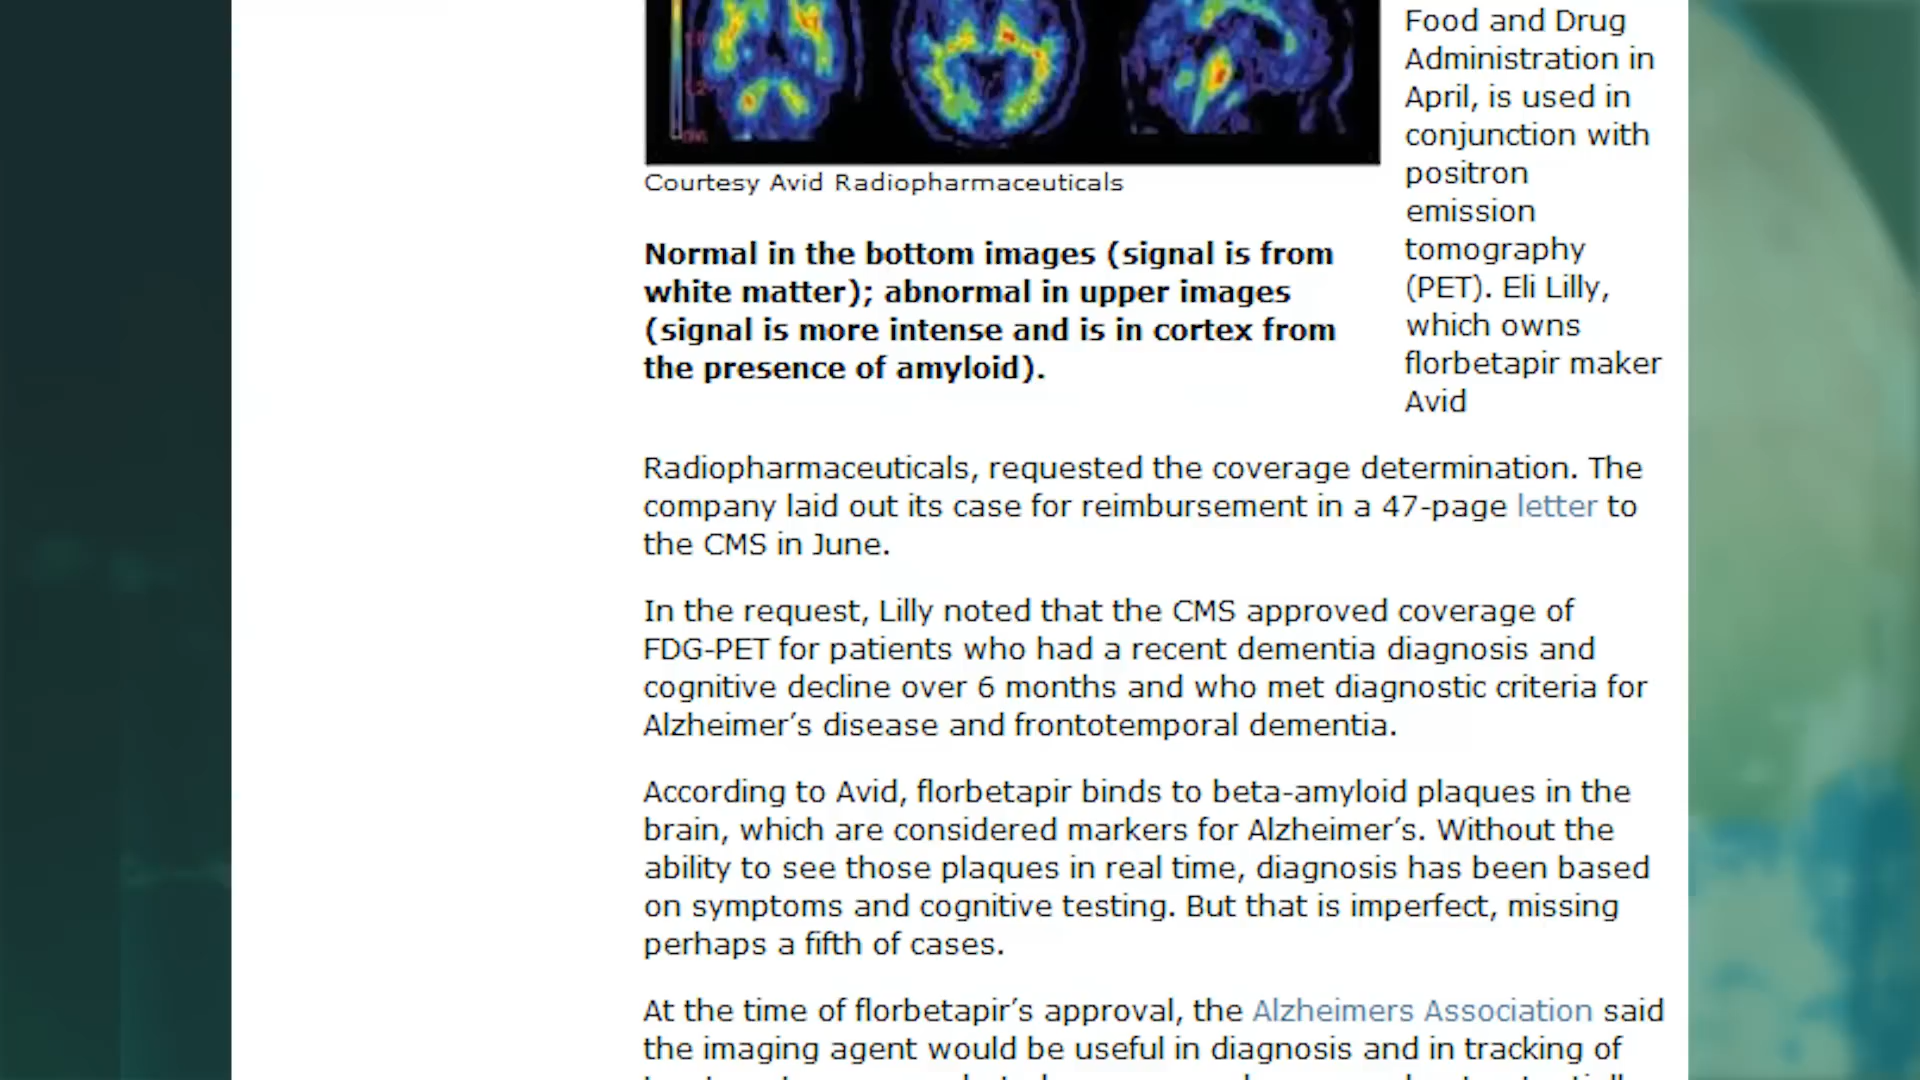 Food and Drug
Administration in
April, is used in
conjunction with
positron
emission
tomography
(PET). Eli Lilly,
which owns
florbetapir maker
Avid
Courtesy Avid Radiopharmaceuticals
Normal in the bottom images (signal is from
white matter); abnormal in upper images
(signal is more intense and is in cortex from
the presence of amyloid).
Radiopharmaceuticals, requested the coverage determination. The
company laid out its case for reimbursement in a 47-page letter to
the CMS in June.
In the request, Lilly noted that the CMS approved coverage of
FDG-PET for patients who had a recent dementia diagnosis and
cognitive decline over 6 months and who met diagnostic criteria for
Alzheimer’s disease and frontotemporal dementia.
According to Avid, florbetapir binds to beta-amyloid plaques in the
brain, which are considered markers for Alzheimer’s. Without the
ability to see those plaques in real time, diagnosis has been based
on symptoms and cognitive testing. But that is imperfect, missing
perhaps a fifth of cases.
At the time of florbetapir’s approval, the Alzheimers Association said
the imaging agent would be useful in diagnosis and in tracking of